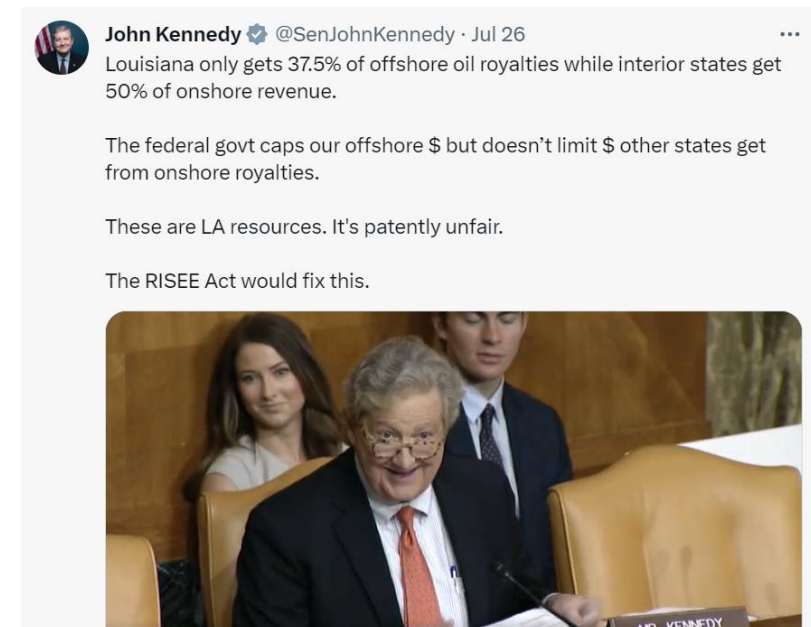 John Kennedy @SenJohnKennedy · Jul 26
Louisiana only gets 37.5% of offshore oil royalties while interior states get
50% of onshore revenue.
The federal govt caps our offshore $ but doesn’t limit $ other states get
from onshore royalties.
These are LA resources. It's patently unfair.
The RISEE Act would fix this.
MR. KENNEDY